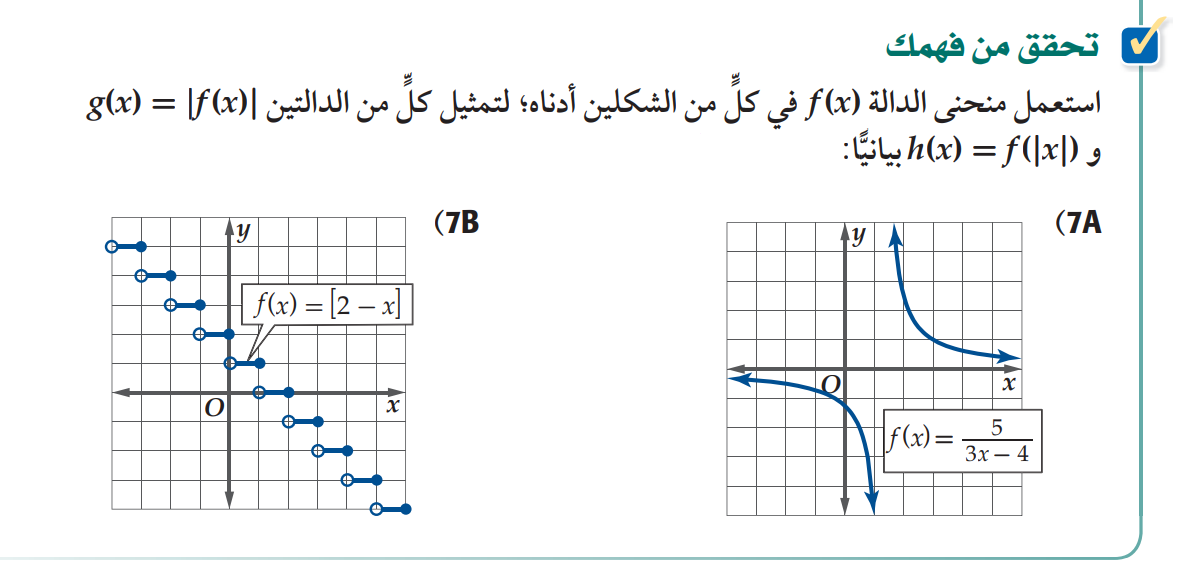 تحقق من فهمك
استعمل منحنى الدالة f(x) في كلٍّ من الشكلين أدناه؛ لتمثيل كلٍّ من الدالتين g(x) = |f(x)|
و h(x) = f(|x|) بيانيًّا:
(7A
y
O
x
f(x) = 5/(3x − 4)
(7B
y
f(x) = [2 − x]
O
x